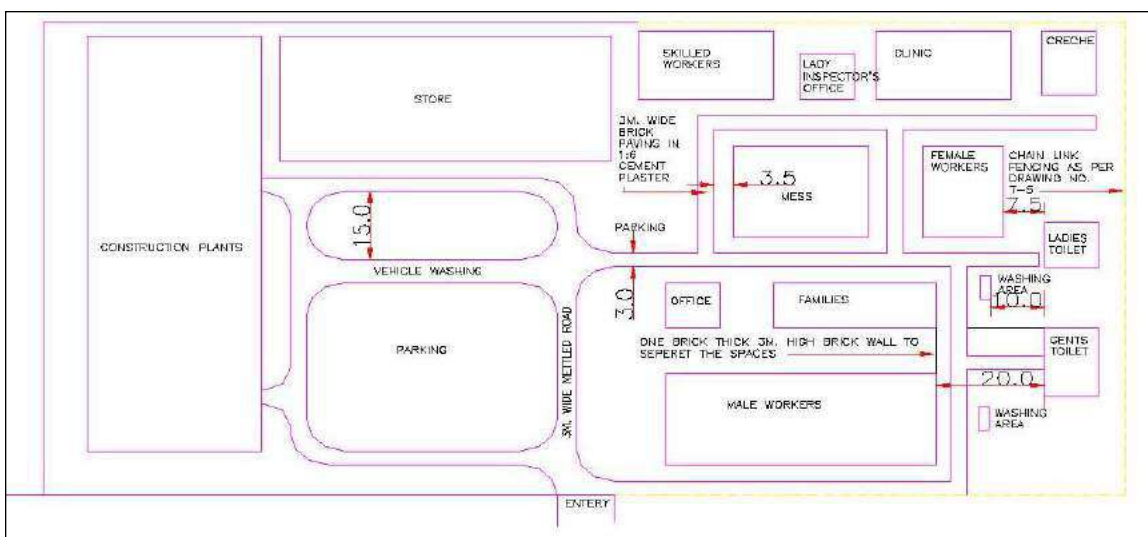 STORE
SKILLED
WORKERS
LADY
INSPECTOR'S
OFFICE
CLINIC
CRECHE
3M. WIDE
BRICK
PAVING IN
1:6
CEMENT
PLASTER
3.5
MESS
FEMALE
WORKERS
CHAIN LINK
FENCING AS PER
DRAWING NO.
T-5
7.5
CONSTRUCTION PLANTS
15.0
VEHICLE WASHING
PARKING
LADIES
TOILET
3.0
OFFICE
FAMILIES
WASHING
AREA
10.0
PARKING
3M. WIDE METTLED ROAD
ONE BRICK THICK 3M. HIGH BRICK WALL TO
SEPERET THE SPACES
GENTS
TOILET
20.0
MALE WORKERS
WASHING
AREA
ENTERY